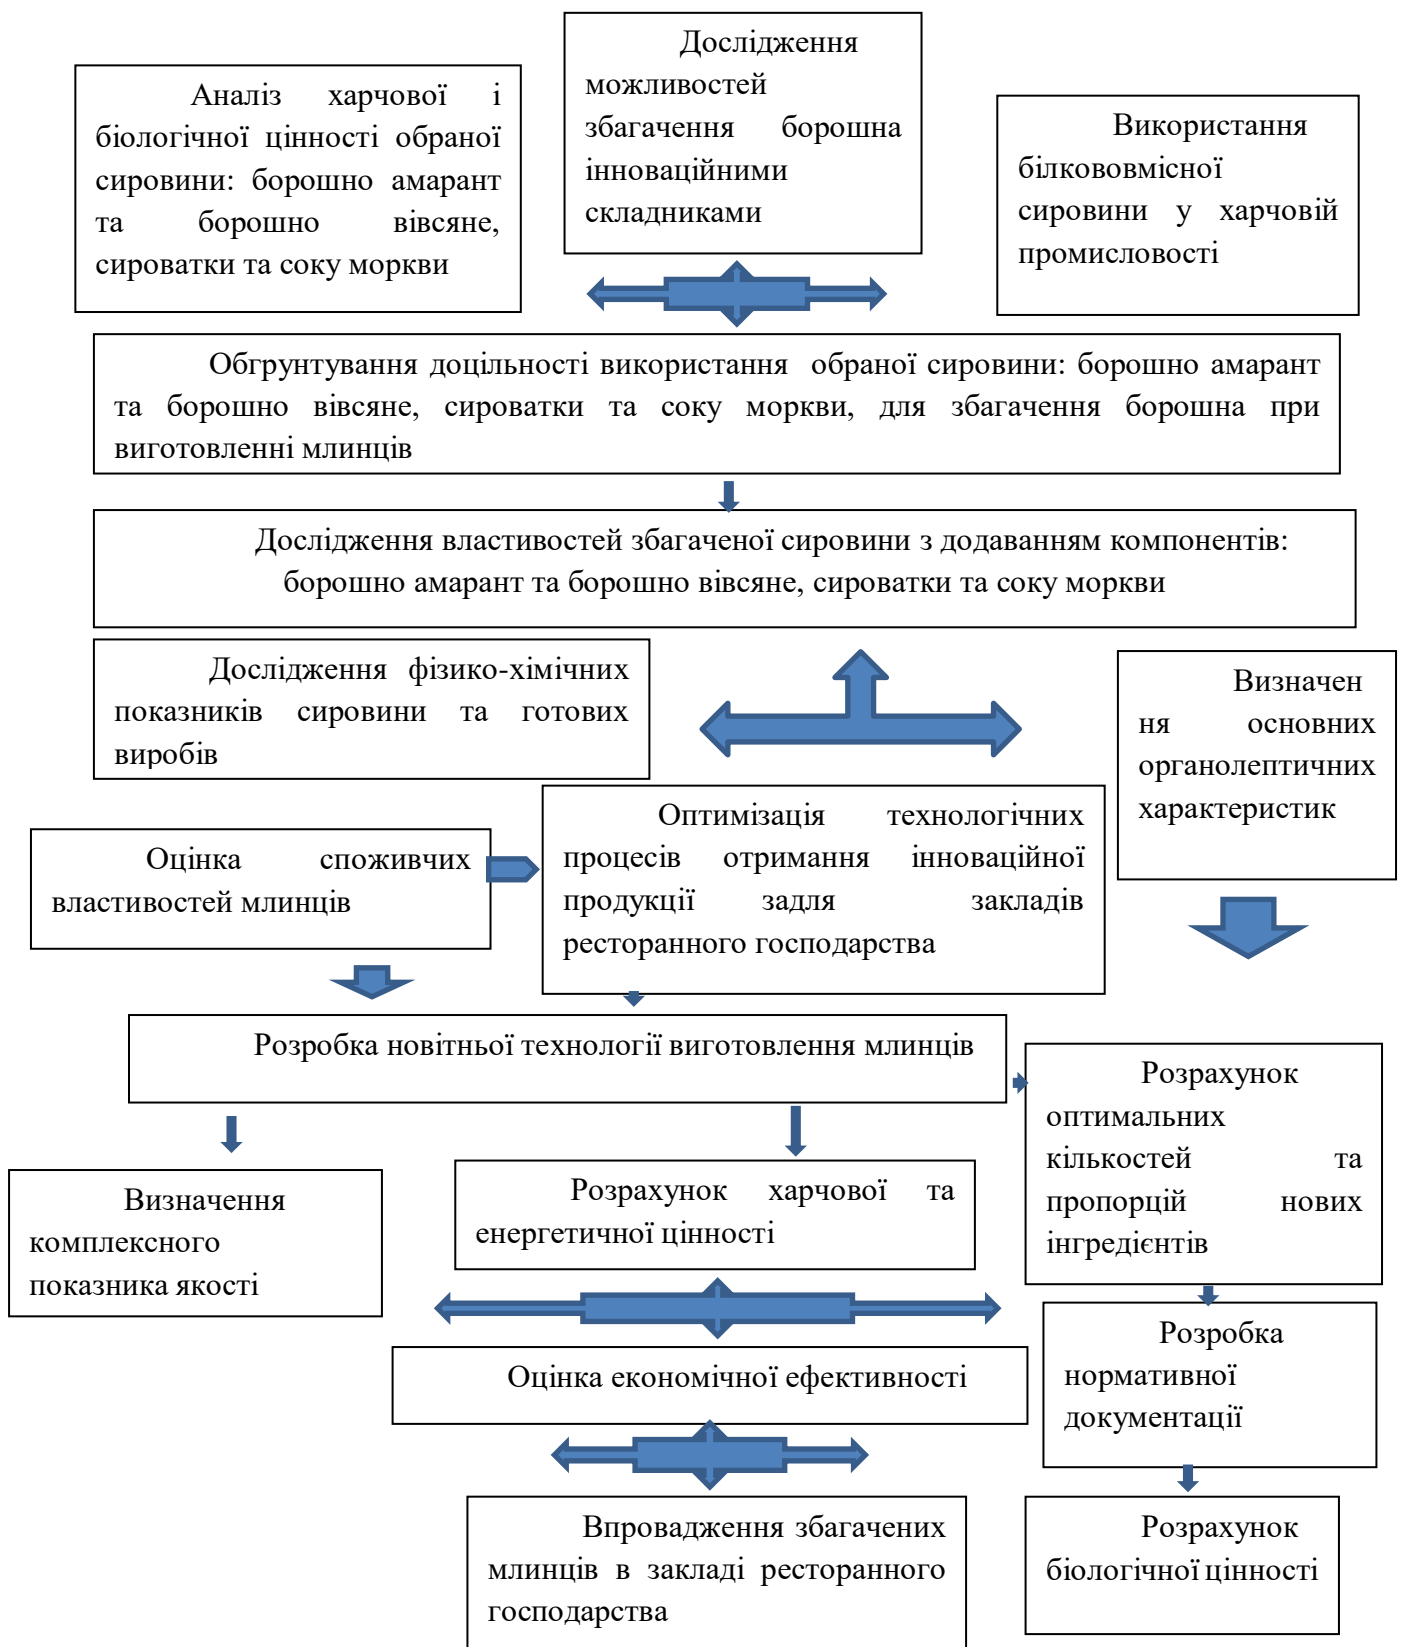 Дослідження
можливостей
збагачення борошна
інноваційними
складниками
Аналіз харчової і
біологічної цінності обраної
сировини: борошно амарант
та борошно вівсяне,
сироватки та соку моркви
Використання
білкововмісної
сировини у харчовій
промисловості
Обгрунтування доцільності використання обраної сировини: борошно амарант
та борошно вівсяне, сироватки та соку моркви, для збагачення борошна при
виготовленні млинців
Дослідження властивостей збагаченої сировини з додаванням компонентів:
борошно амарант та борошно вівсяне, сироватки та соку моркви
Дослідження фізико-хімічних
показників сировини та готових
виробів
Визначен
ня основних
органолептичних
характеристик
Оптимізація технологічних
процесів отримання інноваційної
продукції задля закладів
ресторанного господарства
Оцінка споживчих
властивостей млинців
Розробка новітньої технології виготовлення млинців
Розрахунок
оптимальних
кількостей та
пропорцій нових
інгредієнтів
Визначення
комплексного
показника якості
Розрахунок харчової та
енергетичної цінності
Розробка
нормативної
документації
Оцінка економічної ефективності
Впровадження збагачених
млинців в закладі ресторанного
господарства
Розрахунок
біологічної цінності